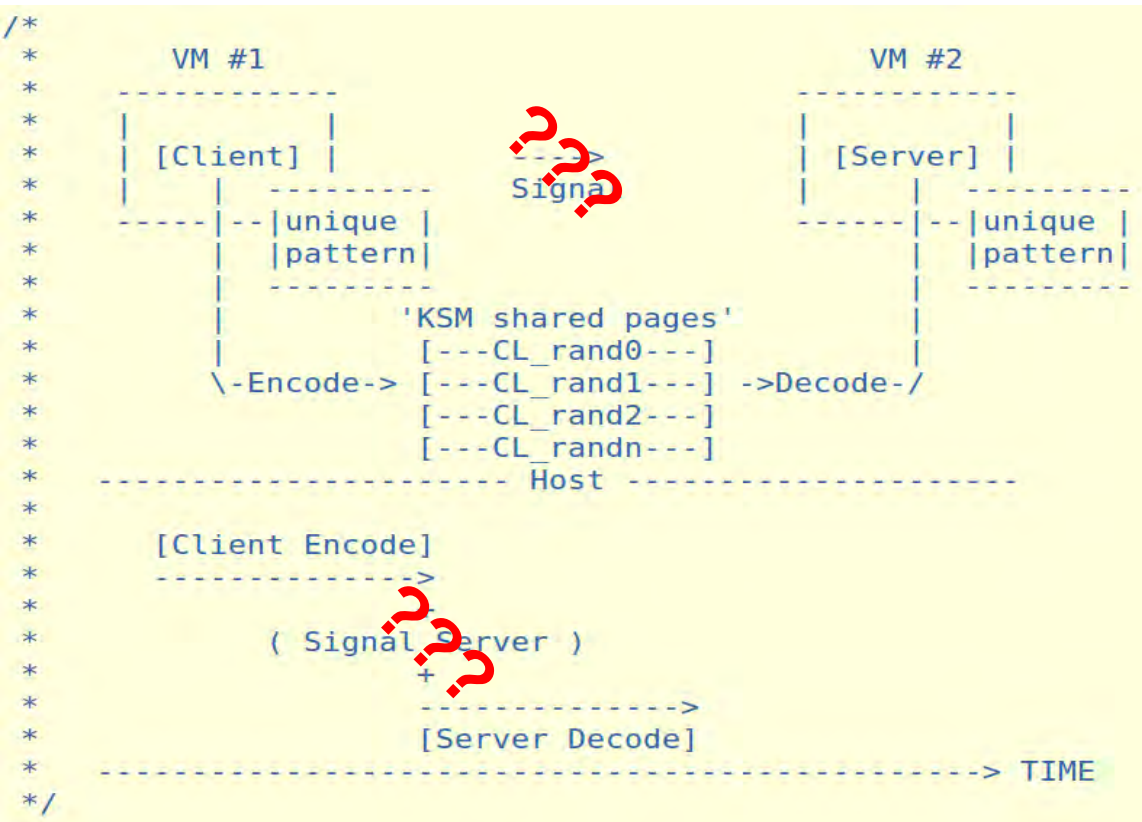 /*
 *        VM #1                                 VM #2
 *     ------------                         ------------
 *     |          |                         |          |
 *     | [Client] |         ---->           | [Server] |
 *     |    |  ---------    Signal          |    |  ---------
 *     -----|--|unique |                    ------|--|unique |
 *          |  |pattern|                          |  |pattern|
 *          |  ---------                          |  ---------
 *          |         'KSM shared pages'          |
 *          |          [---CL_rand0---]           |
 *          \-Encode-> [---CL_rand1---] ->Decode-/
 *                     [---CL_rand2---]
 *                     [---CL_randn---]
 *    ---------------------- Host ---------------------
 *
 *       [Client Encode]
 *       -------------->
 *                     +
 *             ( Signal Server )
 *                     +
 *                     -------------->
 *                     [Server Decode]
 *    -----------------------------------------------> TIME
 */
???
???